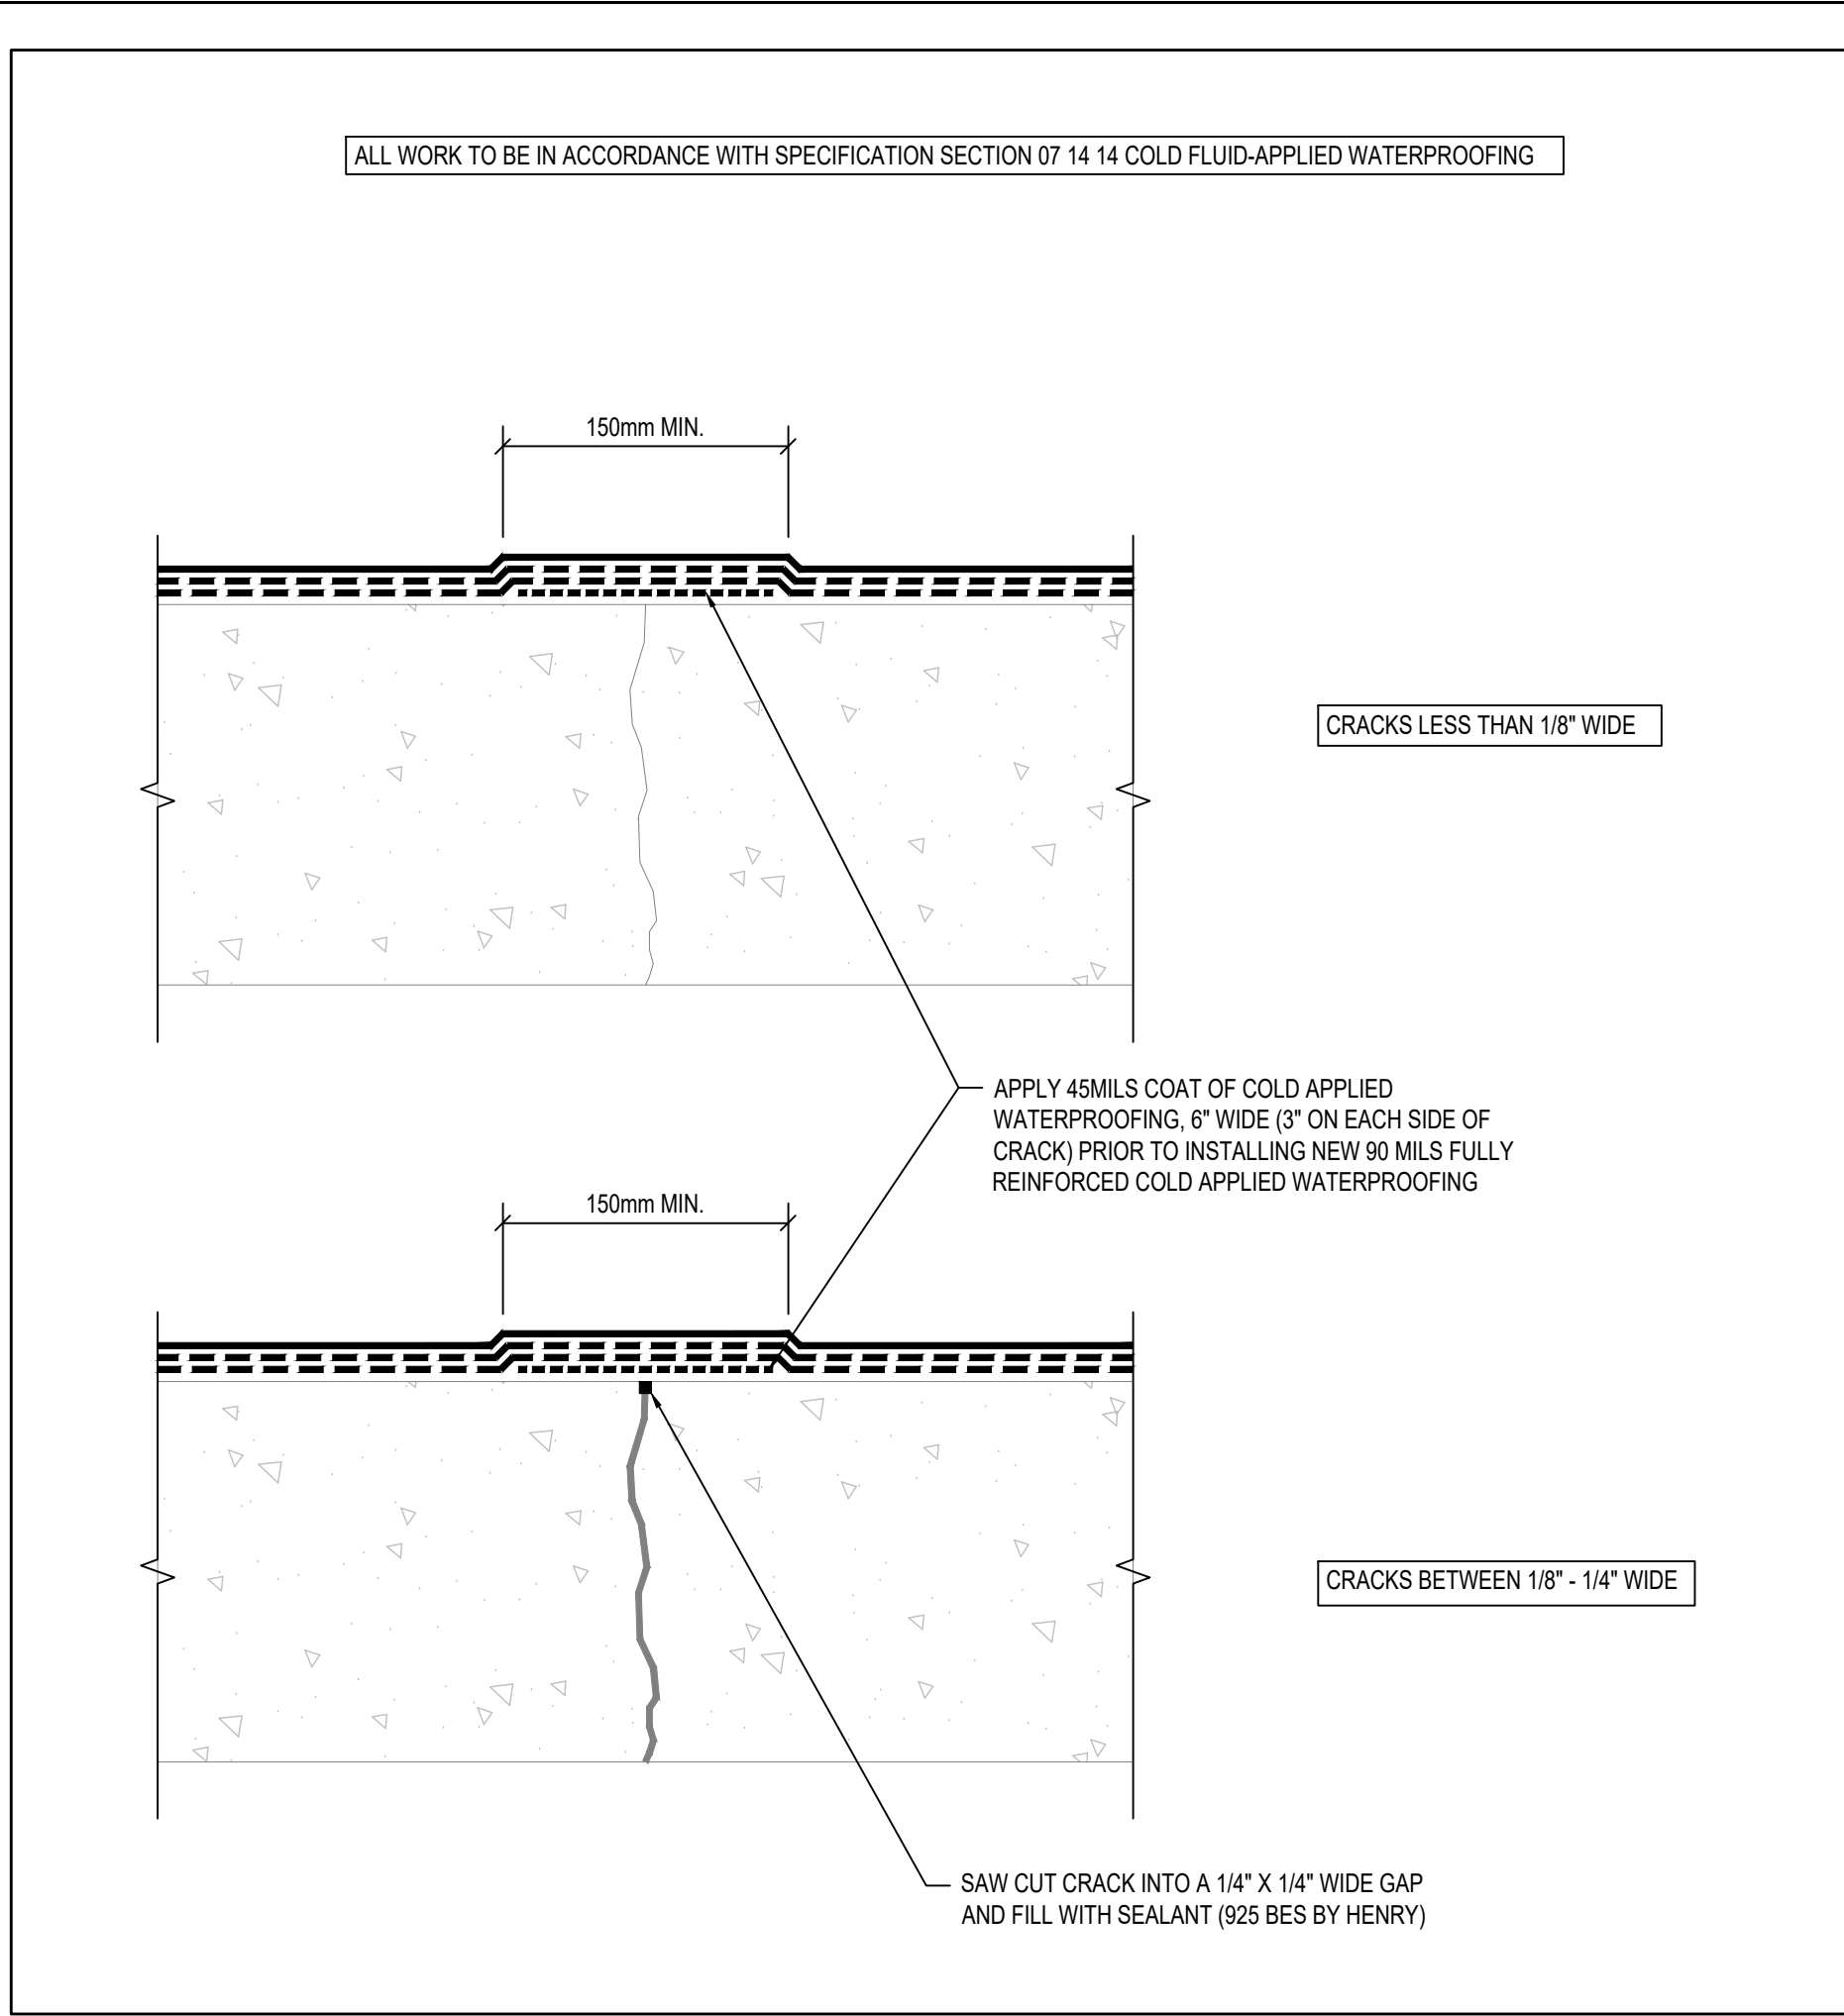 ALL WORK TO BE IN ACCORDANCE WITH SPECIFICATION SECTION 07 14 14 COLD FLUID-APPLIED WATERPROOFING
150mm MIN.
CRACKS LESS THAN 1/8" WIDE
APPLY 45MILS COAT OF COLD APPLIED
WATERPROOFING, 6" WIDE (3" ON EACH SIDE OF
CRACK) PRIOR TO INSTALLING NEW 90 MILS FULLY
REINFORCED COLD APPLIED WATERPROOFING
150mm MIN.
CRACKS BETWEEN 1/8" - 1/4" WIDE
SAW CUT CRACK INTO A 1/4" X 1/4" WIDE GAP
AND FILL WITH SEALANT (925 BES BY HENRY)